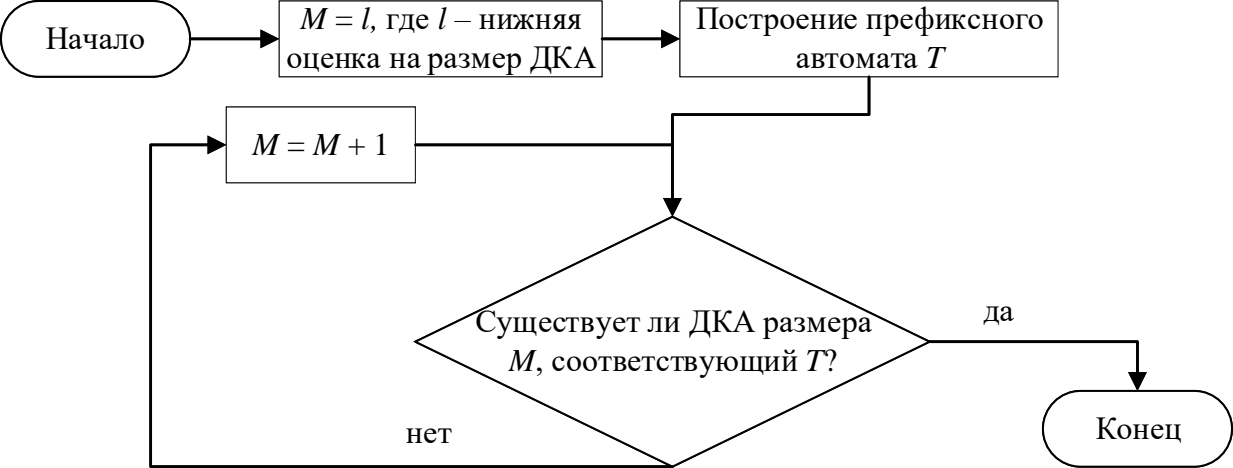 Начало
M = l, где l – нижняя
оценка на размер ДКА
Построение префиксного
автомата T
M = M + 1
Существует ли ДКА размера
M, соответствующий T?
да
нет
Конец